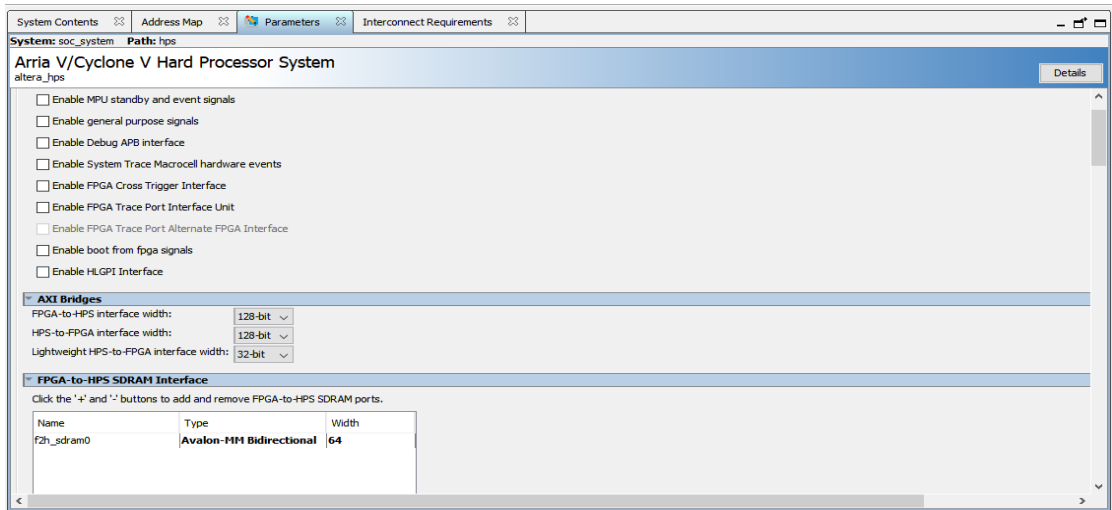 System Contents Address Map Parameters Interconnect Requirements
System: soc_system Path: hps
Arria V/Cyclone V Hard Processor System
altera_hps
Details
Enable MPU standby and event signals
Enable general purpose signals
Enable Debug APB interface
Enable System Trace Macrocell hardware events
Enable FPGA Cross Trigger Interface
Enable FPGA Trace Port Interface Unit
Enable FPGA Trace Port Alternate FPGA Interface
Enable boot from fpga signals
Enable HLGPI Interface
AXI Bridges
FPGA-to-HPS interface width: 128-bit
HPS-to-FPGA interface width: 128-bit
Lightweight HPS-to-FPGA interface width: 32-bit
FPGA-to-HPS SDRAM Interface
Click the '+' and '-' buttons to add and remove FPGA-to-HPS SDRAM ports.
Name Type Width
f2h_sdram0 Avalon-MM Bidirectional 64